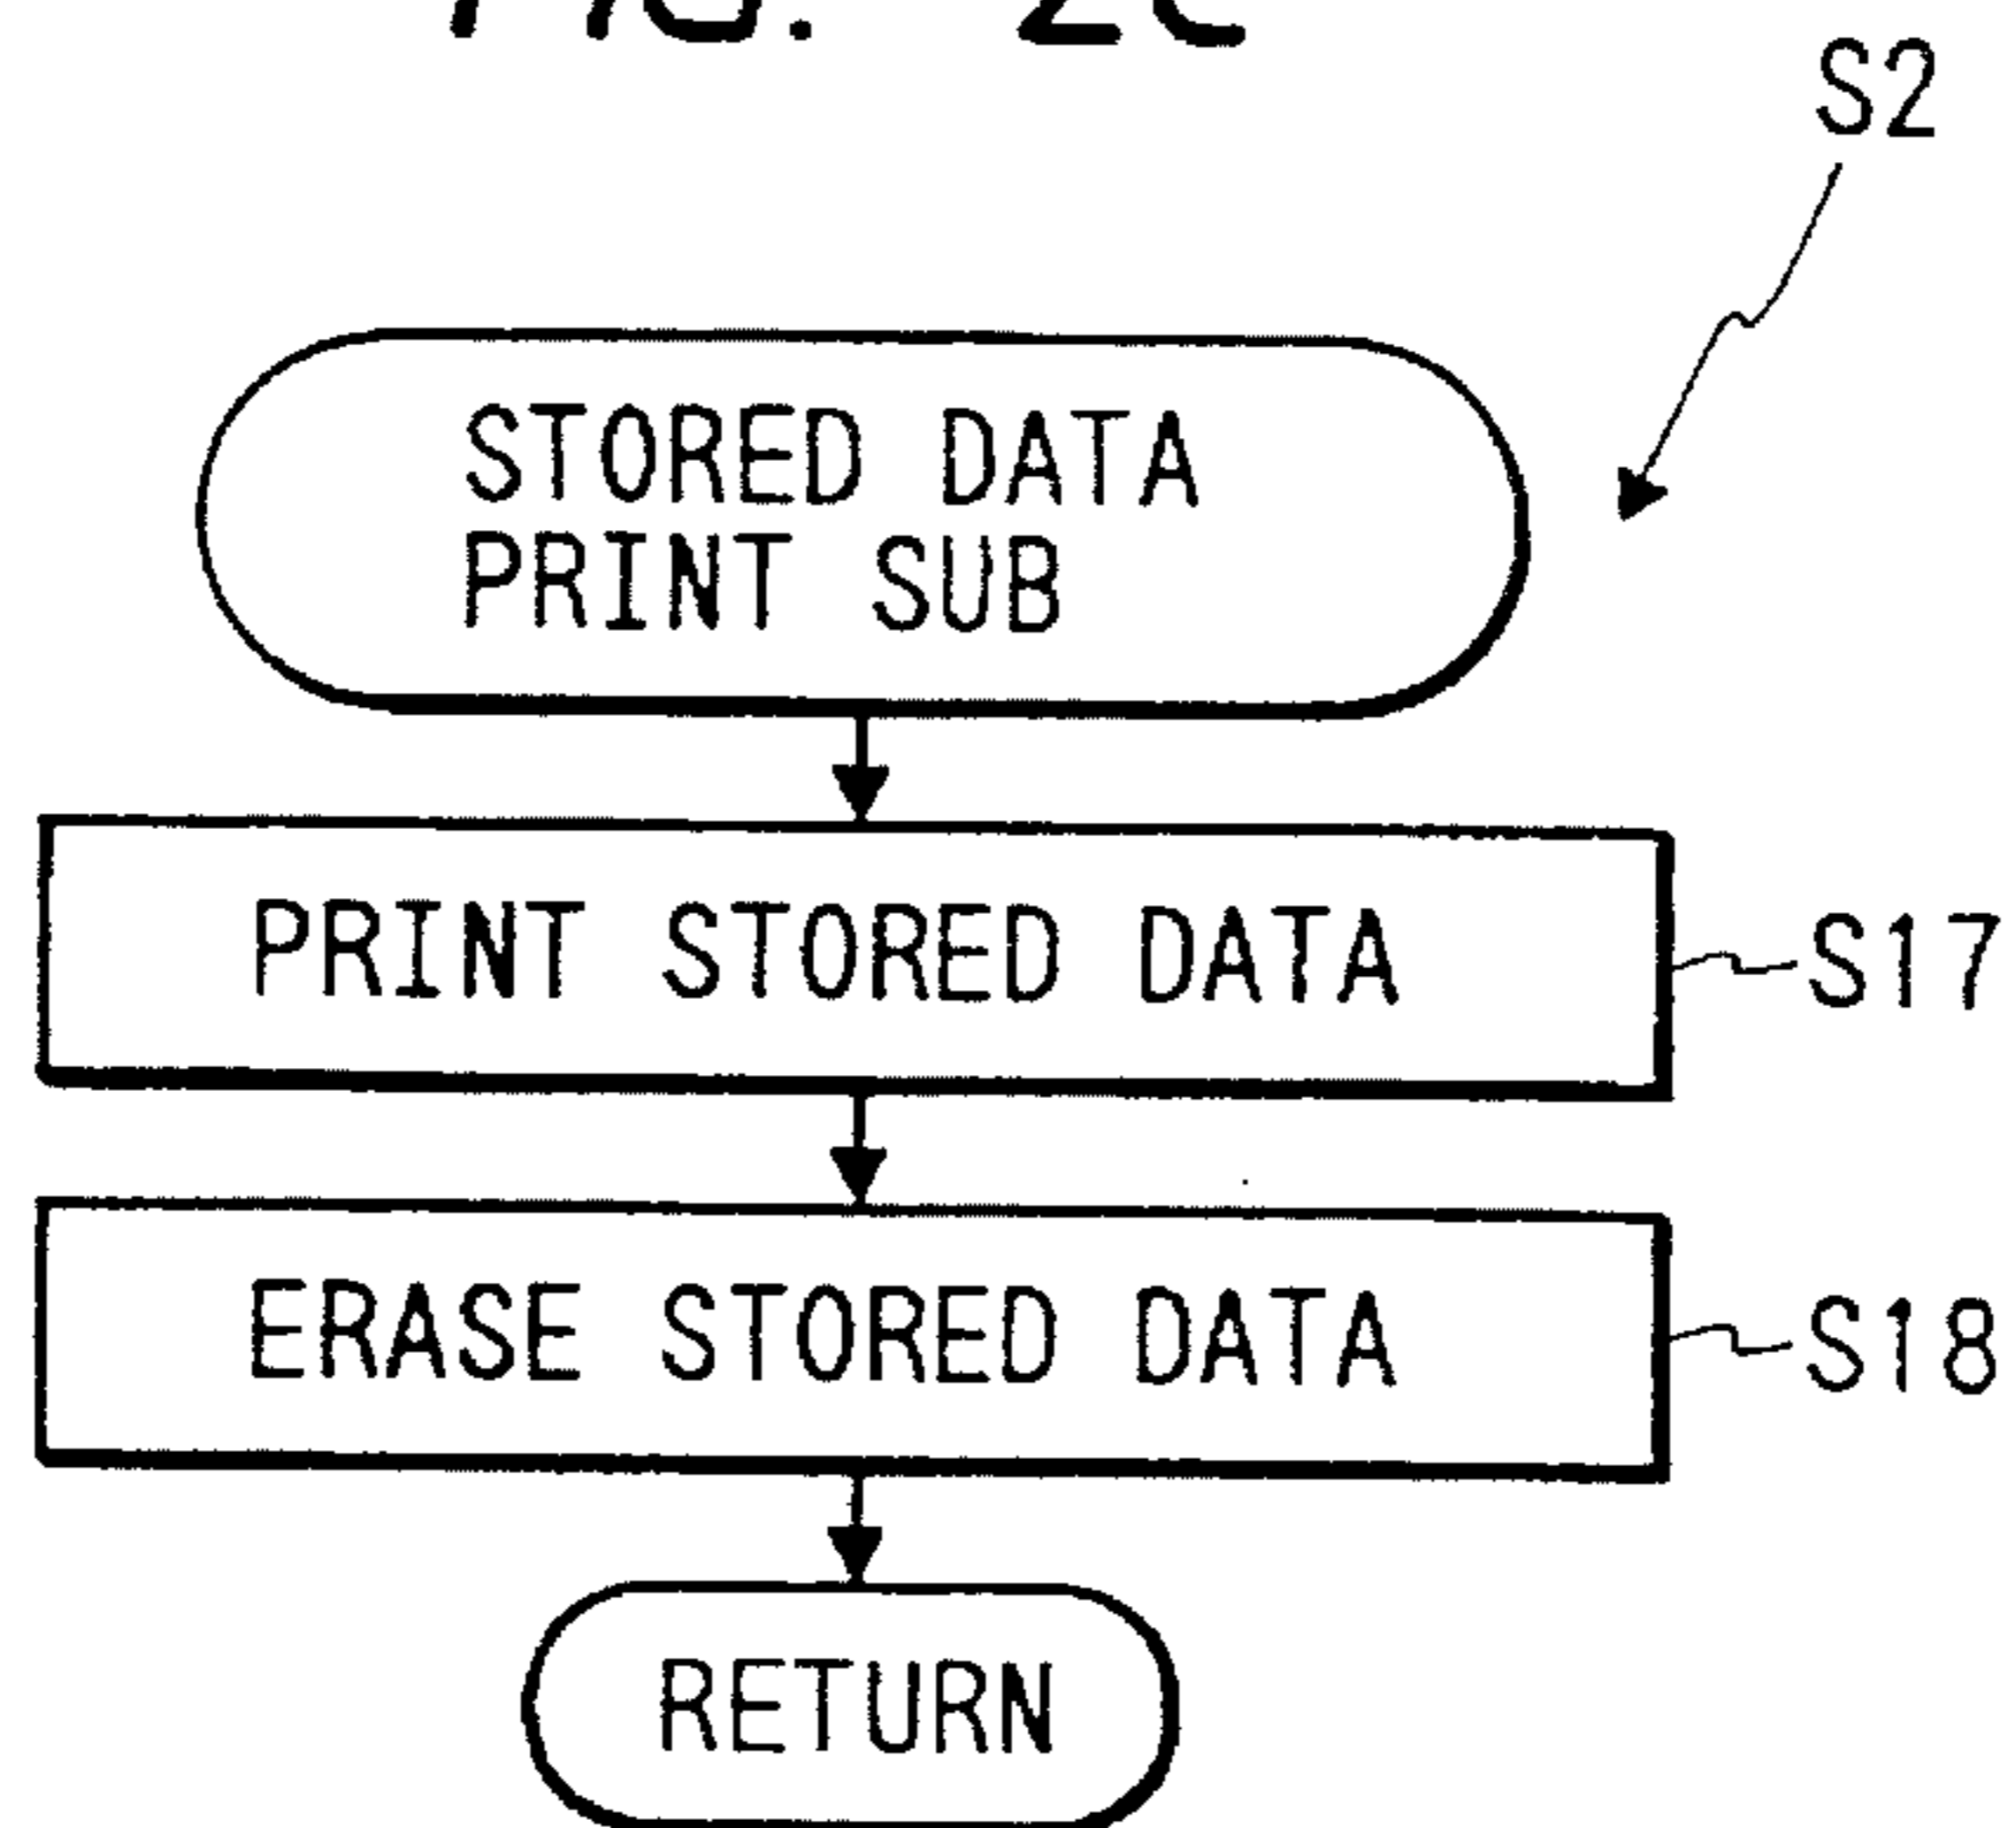 S2
STORED DATA
PRINT SUB
PRINT STORED DATA
S17
ERASE STORED DATA
S18
RETURN